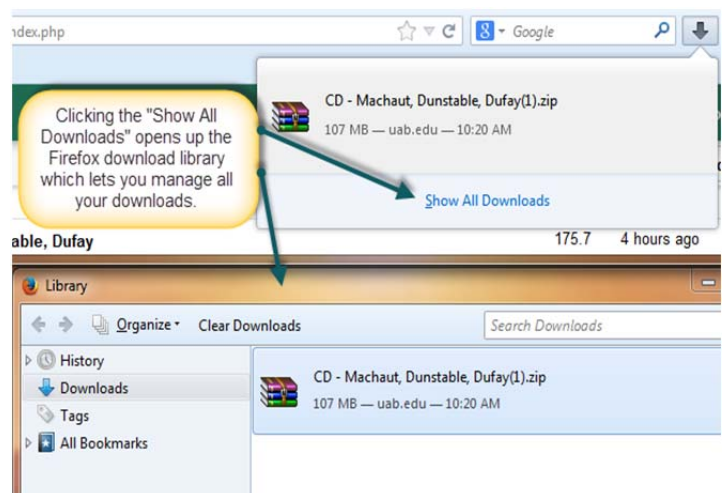 ndex.php
8 Google
CD - Machaut, Dunstable, Dufay(1).zip
107 MB — uab.edu — 10:20 AM
Clicking the "Show All
Downloads" opens up the
Firefox download library
which lets you manage all
your downloads.
Show All Downloads
able, Dufay 175.7 4 hours ago
Library
Organize Clear Downloads Search Downloads
History
Downloads
Tags
All Bookmarks
CD - Machaut, Dunstable, Dufay(1).zip
107 MB — uab.edu — 10:20 AM